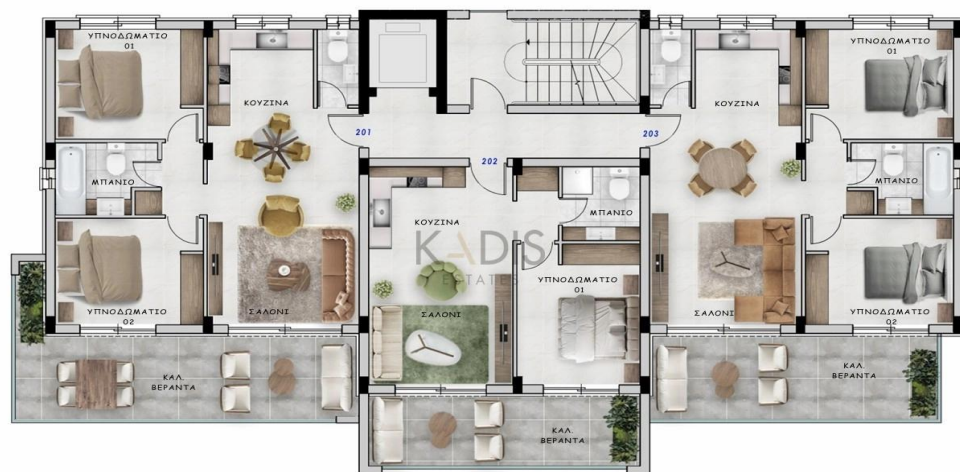 ΥΠΝΟΔΩΜΑΤΙΟ
01
ΚΟΥΖΙΝΑ
201
ΜΠΑΝΙΟ
ΥΠΝΟΔΩΜΑΤΙΟ
02
ΣΑΛΟΝΙ
ΚΑΛ.
ΒΕΡΑΝΤΑ
202
ΚΟΥΖΙΝΑ
ΜΠΑΝΙΟ
KADIS
ESTATES
ΥΠΝΟΔΩΜΑΤΙΟ
01
ΣΑΛΟΝΙ
ΚΑΛ.
ΒΕΡΑΝΤΑ
203
ΚΟΥΖΙΝΑ
ΥΠΝΟΔΩΜΑΤΙΟ
01
ΜΠΑΝΙΟ
ΣΑΛΟΝΙ
ΥΠΝΟΔΩΜΑΤΙΟ
02
ΚΑΛ.
ΒΕΡΑΝΤΑ